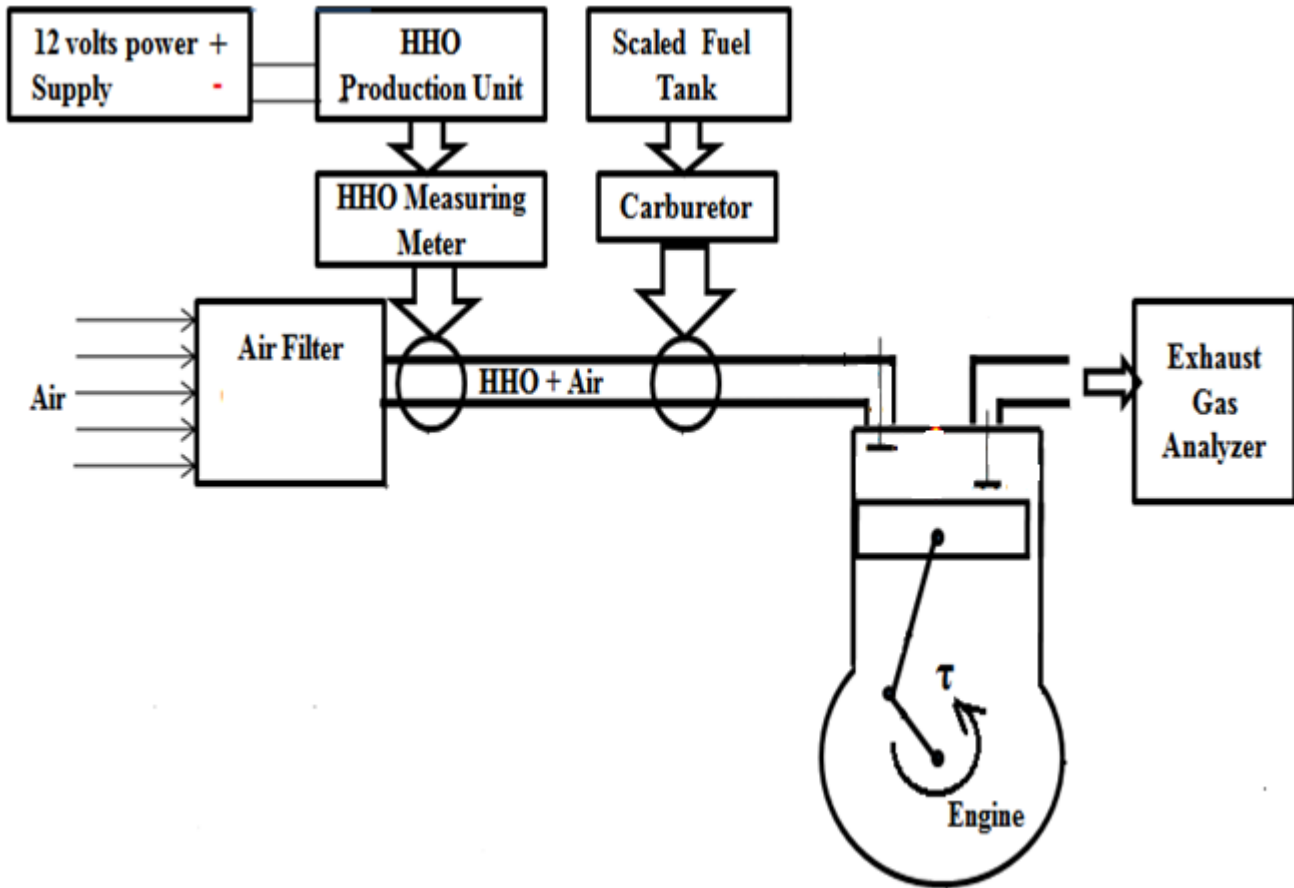 12 volts power +
Supply -
HHO
Production Unit
Scaled Fuel
Tank
HHO Measuring
Meter
Carburetor
Air Filter
Air
HHO + Air
Exhaust
Gas
Analyzer
τ
Engine